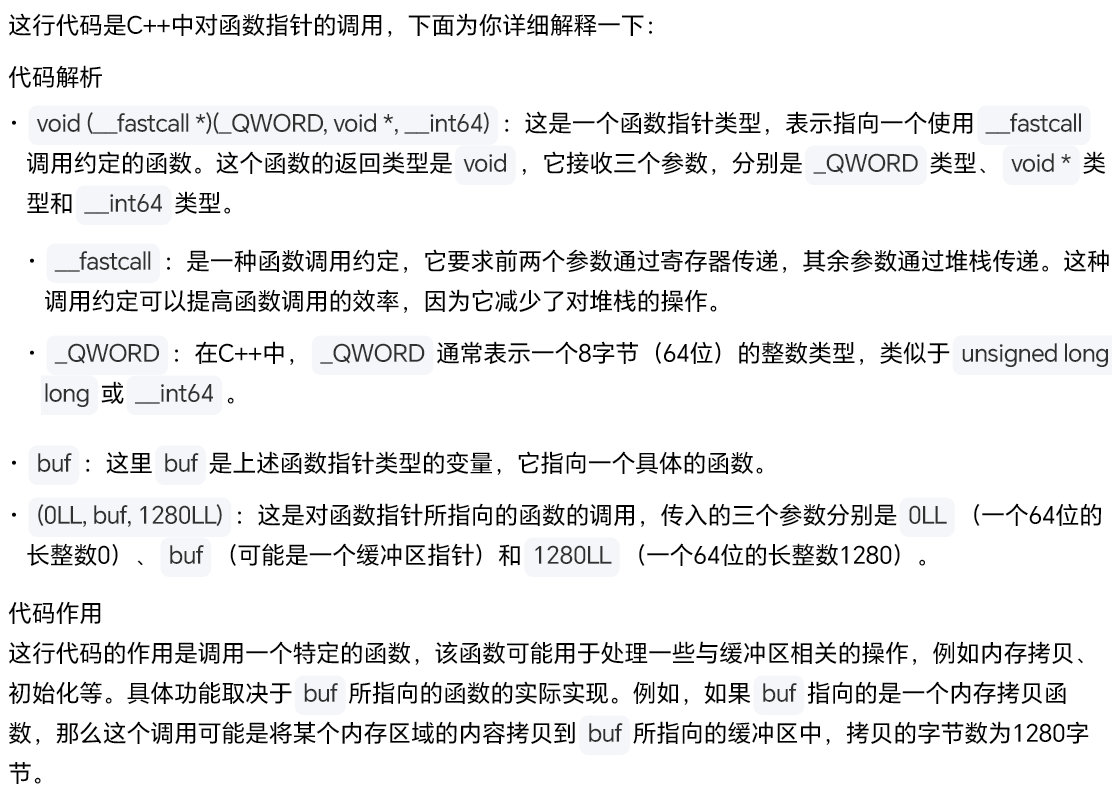 这行代码是C++中对函数指针的调用，下面为你详细解释一下：
代码解析
· void (__fastcall *)(_QWORD, void *, __int64) ：这是一个函数指针类型，表示指向一个使用 __fastcall
调用约定的函数。这个函数的返回类型是 void ，它接收三个参数，分别是 _QWORD 类型、 void * 类
型和 __int64 类型。
· __fastcall ：是一种函数调用约定，它要求前两个参数通过寄存器传递，其余参数通过堆栈传递。这种
调用约定可以提高函数调用的效率，因为它减少了对堆栈的操作。
· _QWORD ：在C++中， _QWORD 通常表示一个8字节（64位）的整数类型，类似于 unsigned long
long 或 __int64 。
· buf ：这里 buf 是上述函数指针类型的变量，它指向一个具体的函数。
· (0LL, buf, 1280LL) ：这是对函数指针所指向的函数的调用，传入的三个参数分别是 0LL （一个64位的
长整数0）、 buf （可能是一个缓冲区指针）和 1280LL （一个64位的长整数1280）。
代码作用
这行代码的作用是调用一个特定的函数，该函数可能用于处理一些与缓冲区相关的操作，例如内存拷贝、
初始化等。具体功能取决于 buf 所指向的函数的实际实现。例如，如果 buf 指向的是一个内存拷贝函
数，那么这个调用可能是将某个内存区域的内容拷贝到 buf 所指向的缓冲区中，拷贝的字节数为1280字
节。